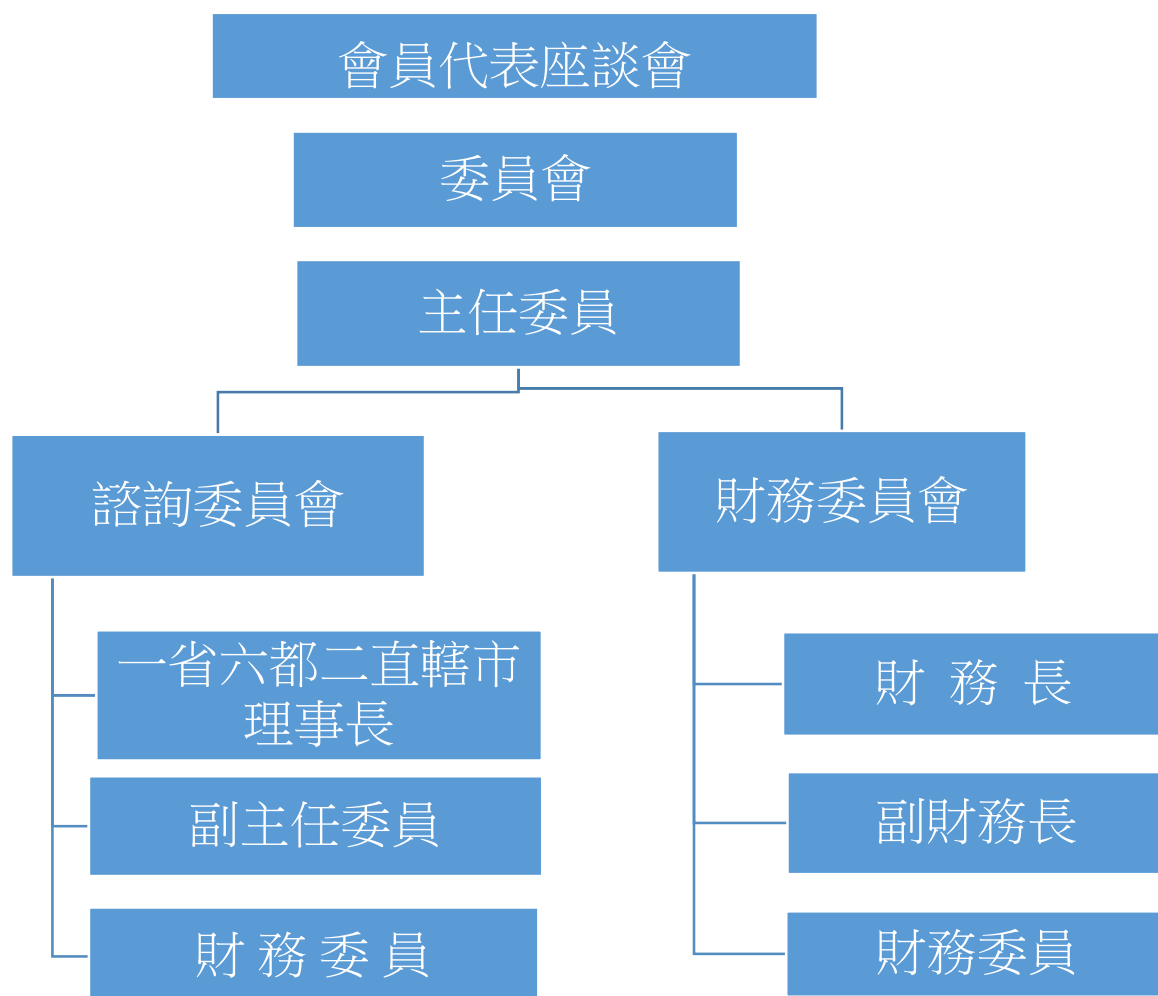 會員代表座談會
委員會
主任委員
諮詢委員會
財務委員會
一省六都二直轄市
理事長
副主任委員
財 務 委 員
財 務 長
副財務長
財務委員